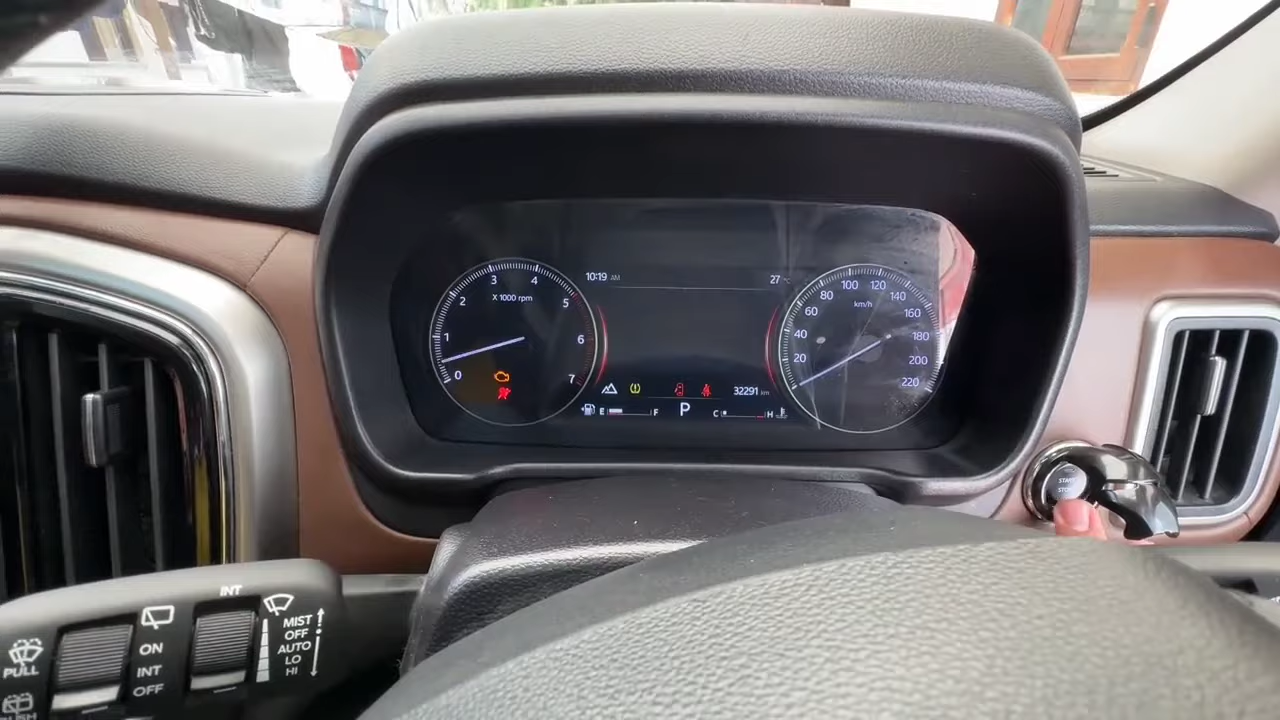 10:19 AM
27 °C
0
1
2
3
4
5
6
7
X 1000 rpm
20
40
60
80
100
120
140
160
180
200
220
km/h
32291 km
E
F
P
C
H
START
STOP
INT
PULL
ON
INT
OFF
MIST
OFF
AUTO
LO
HI